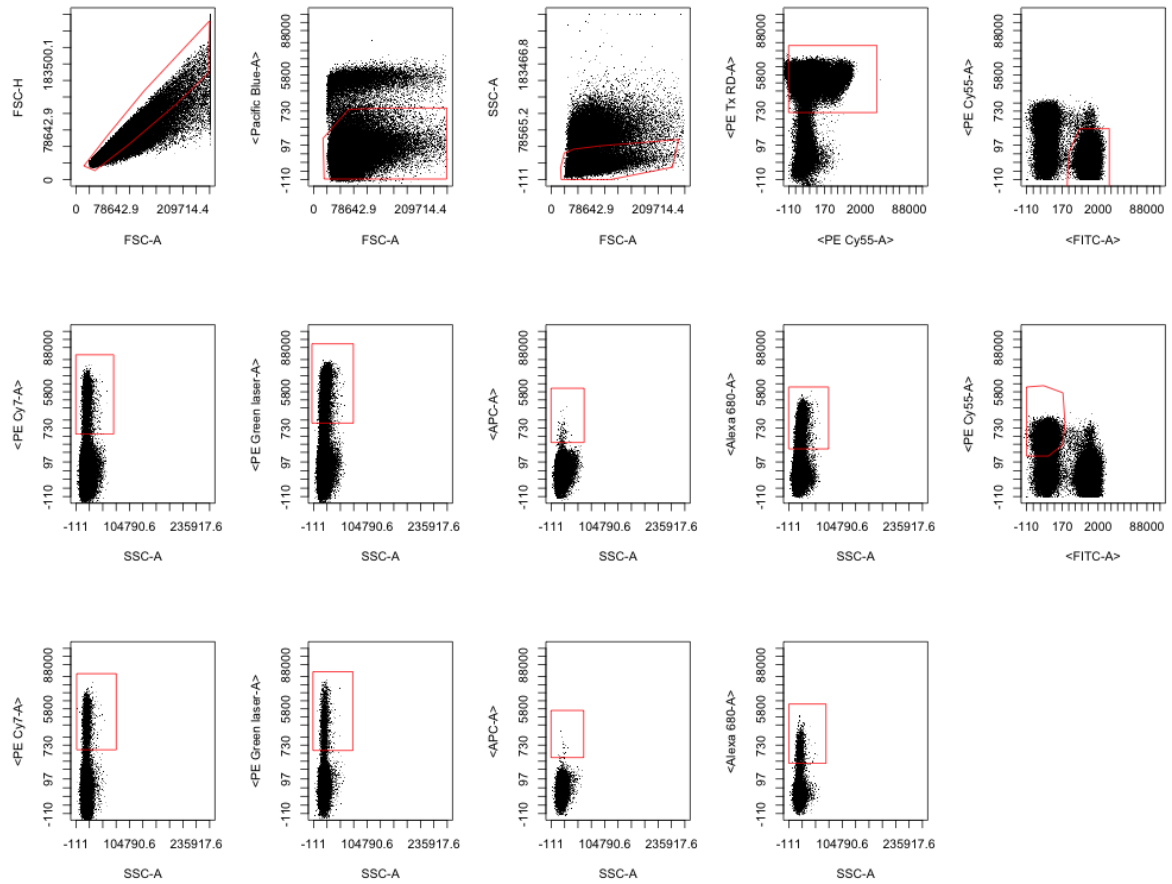 FSC-H
0 78642.9 183500.1
0 78642.9 209714.4
FSC-A
<Pacific Blue-A>
-110 97 730 5800 88000
0 78642.9 209714.4
FSC-A
SSC-A
-111 78565.2 183466.8
0 78642.9 209714.4
FSC-A
<PE Tx RD-A>
-110 97 730 5800 88000
-110 170 2000 88000
<PE Cy55-A>
<PE Cy55-A>
-110 97 730 5800 88000
-110 170 2000 88000
<FITC-A>
<PE Cy7-A>
-110 97 730 5800 88000
-111 104790.6 235917.6
SSC-A
<PE Green laser-A>
-110 97 730 5800 88000
-111 104790.6 235917.6
SSC-A
<APC-A>
-110 97 730 5800 88000
-111 104790.6 235917.6
SSC-A
<Alexa 680-A>
-110 97 730 5800 88000
-111 104790.6 235917.6
SSC-A
<PE Cy55-A>
-110 97 730 5800 88000
-110 170 2000 88000
<FITC-A>
<PE Cy7-A>
-110 97 730 5800 88000
-111 104790.6 235917.6
SSC-A
<PE Green laser-A>
-110 97 730 5800 88000
-111 104790.6 235917.6
SSC-A
<APC-A>
-110 97 730 5800 88000
-111 104790.6 235917.6
SSC-A
<Alexa 680-A>
-110 97 730 5800 88000
-111 104790.6 235917.6
SSC-A